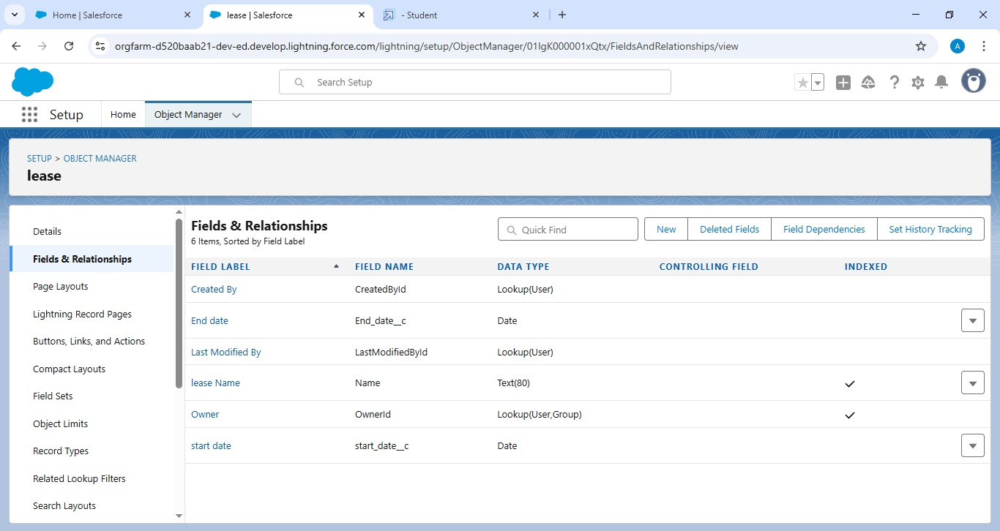 Home | Salesforce
lease | Salesforce
- Student
orgfarm-d520baab21-dev-ed.develop.lightning.force.com/lightning/setup/ObjectManager/01IgK000001xQtx/FieldsAndRelationships/view
A
Search Setup
Setup
Home
Object Manager
SETUP > OBJECT MANAGER
lease
Details
Fields & Relationships
Page Layouts
Lightning Record Pages
Buttons, Links, and Actions
Compact Layouts
Field Sets
Object Limits
Record Types
Related Lookup Filters
Search Layouts
Fields & Relationships
6 Items, Sorted by Field Label
Quick Find
New
Deleted Fields
Field Dependencies
Set History Tracking
FIELD LABEL FIELD NAME DATA TYPE CONTROLLING FIELD INDEXED
Created By CreatedById Lookup(User)
End date End_date__c Date
Last Modified By LastModifiedById Lookup(User)
lease Name Name Text(80)
Owner OwnerId Lookup(User,Group)
start date start_date__c Date